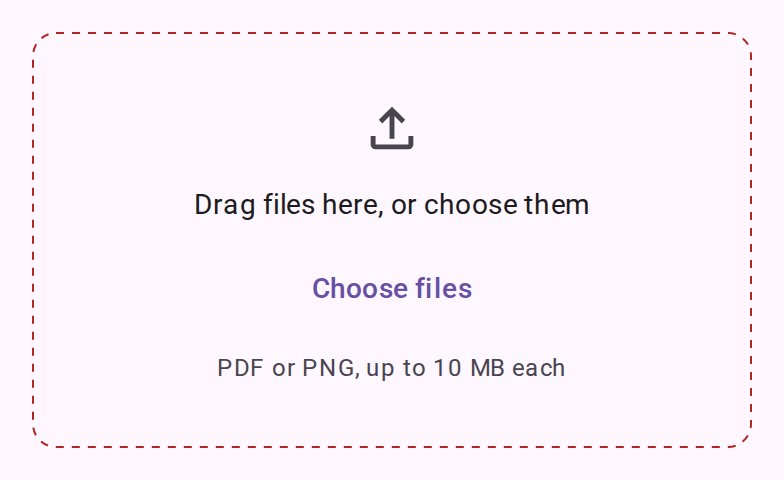 Drag files here, or choose them
Choose files
PDF or PNG, up to 10 MB each